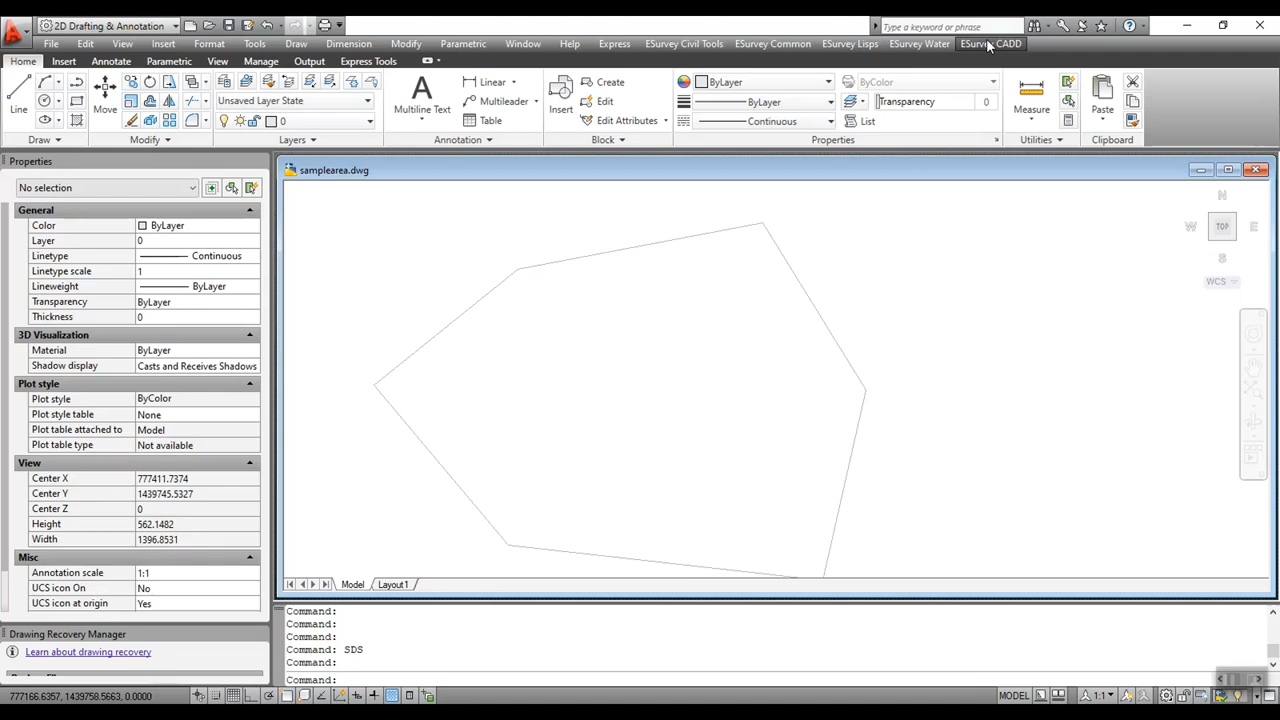 2D Drafting & Annotation
Type a keyword or phrase
File Edit View Insert Format Tools Draw Dimension Modify Parametric Window Help Express ESurvey Civil Tools ESurvey Common ESurvey Lisps ESurvey Water ESurvey CADD
Home Insert Annotate Parametric View Manage Output Express Tools
Line
Move
Unsaved Layer State
0
Multiline Text
Linear
Multileader
Table
Insert
Create
Edit
Edit Attributes
ByLayer
ByLayer
Continuous
ByColor
Transparency 0
List
Measure
Paste
Draw Modify Layers Annotation Block Properties Utilities Clipboard
Properties
No selection
General
Color ByLayer
Layer 0
Linetype Continuous
Linetype scale 1
Lineweight ByLayer
Transparency ByLayer
Thickness 0
3D Visualization
Material ByLayer
Shadow display Casts and Receives Shadows
Plot style
Plot style ByColor
Plot style table None
Plot table attached to Model
Plot table type Not available
View
Center X 777411.7374
Center Y 1439745.5327
Center Z 0
Height 562.1482
Width 1396.8531
Misc
Annotation scale 1:1
UCS icon On No
UCS icon at origin Yes
Drawing Recovery Manager
Learn about drawing recovery
samplearea.dwg
N
W TOP E
S
WCS
Model Layout1
Command:
Command:
Command:
Command: SDS
Command:
Command:
777166.6357, 1439758.5663, 0.0000
MODEL
1:1